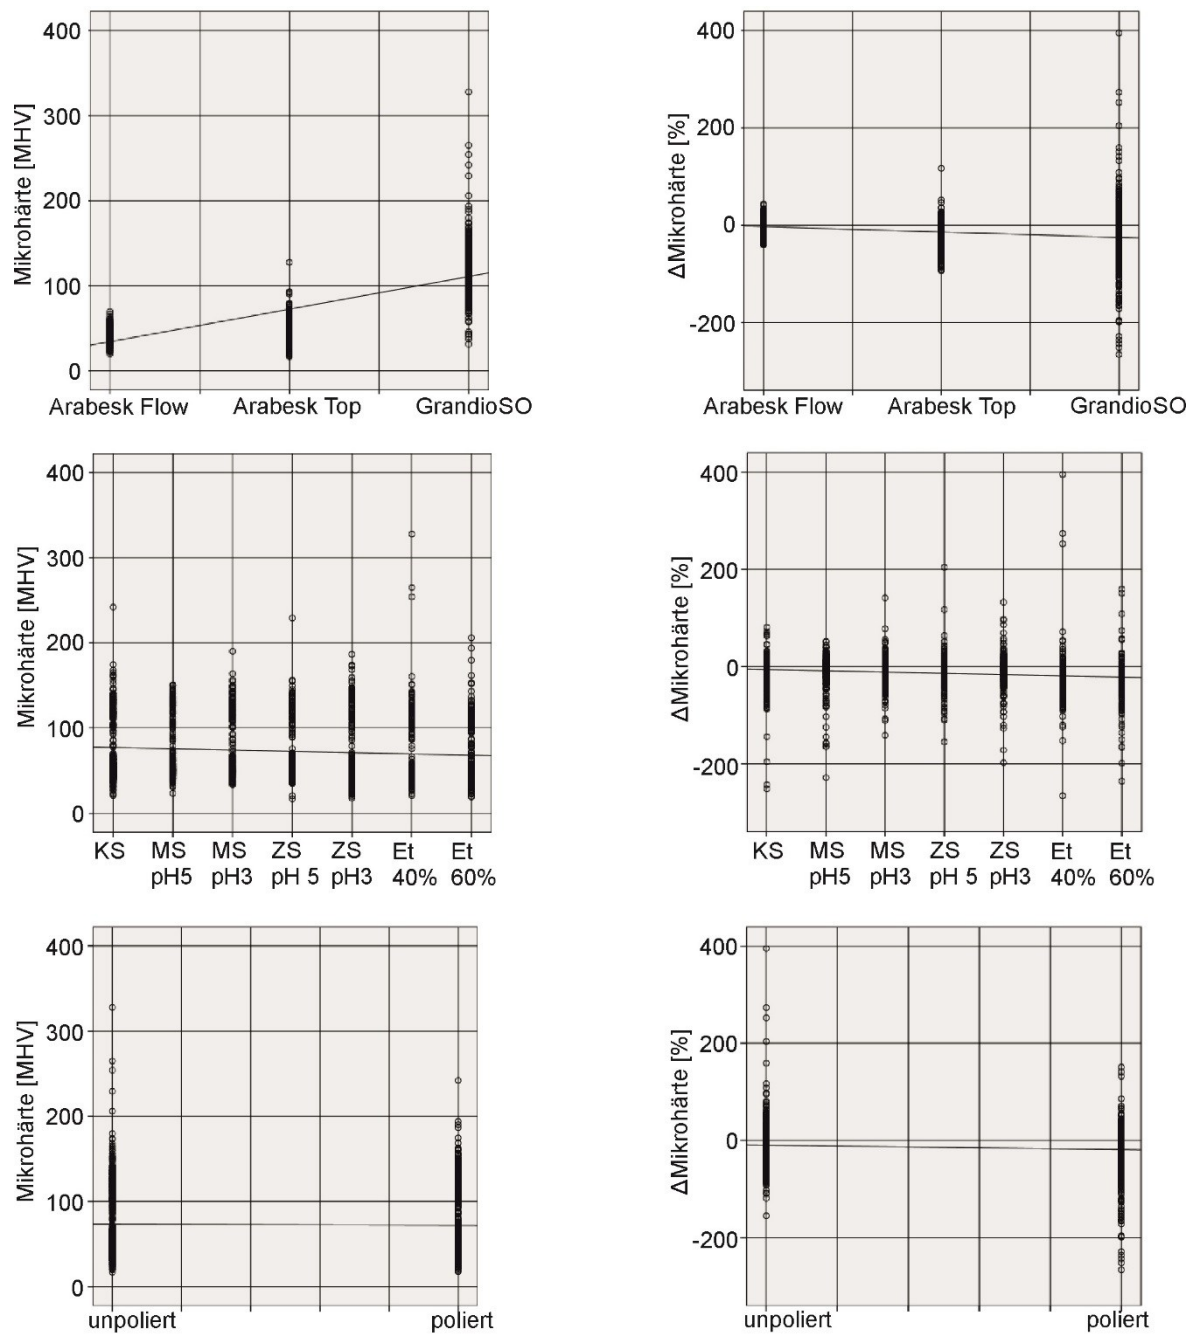 Mikrohärte [MHV]
400
300
200
100
0
Arabesk Flow Arabesk Top GrandioSO
ΔMikrohärte [%]
400
200
0
-200
Arabesk Flow Arabesk Top GrandioSO
Mikrohärte [MHV]
400
300
200
100
0
KS MS MS ZS ZS Et Et
pH5 pH3 pH 5 pH3 40% 60%
ΔMikrohärte [%]
400
200
0
-200
KS MS MS ZS ZS Et Et
pH5 pH3 pH 5 pH3 40% 60%
Mikrohärte [MHV]
400
300
200
100
0
unpoliert poliert
ΔMikrohärte [%]
400
200
0
-200
unpoliert poliert